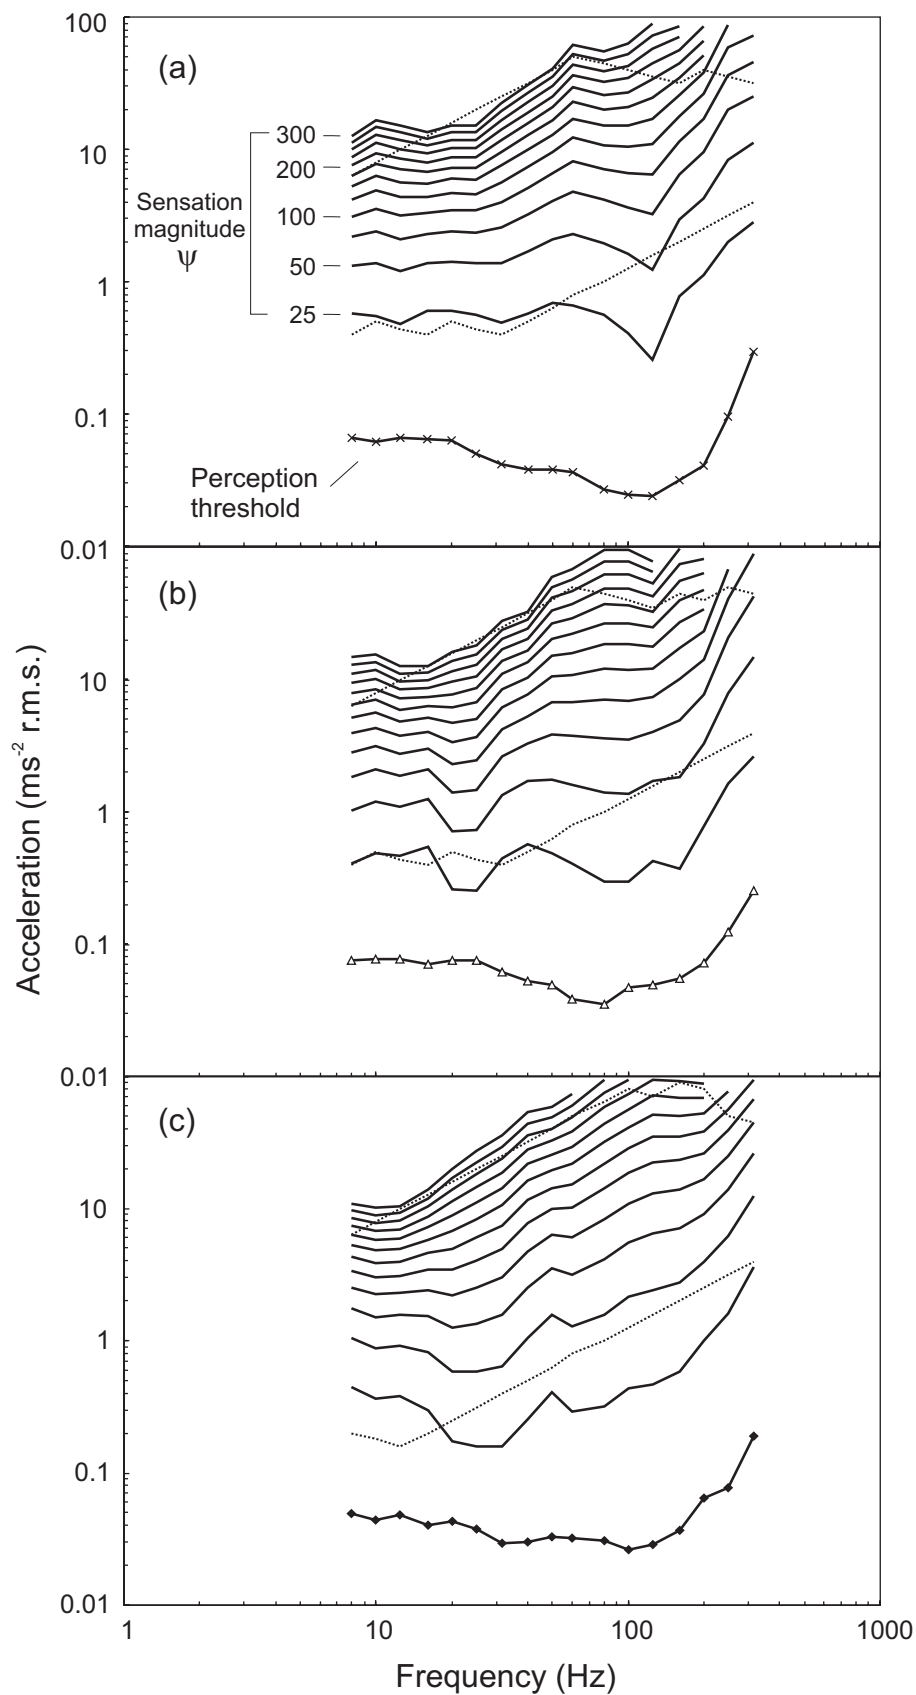 100
(a)
300
10
200
Sensation
magnitude
ψ
100
50
1
25
0.1
Perception
threshold
0.01
(b)
10
1
0.1
0.01
(c)
10
1
0.1
0.01
Acceleration (ms-2 r.m.s.)
1 10 100 1000
Frequency (Hz)